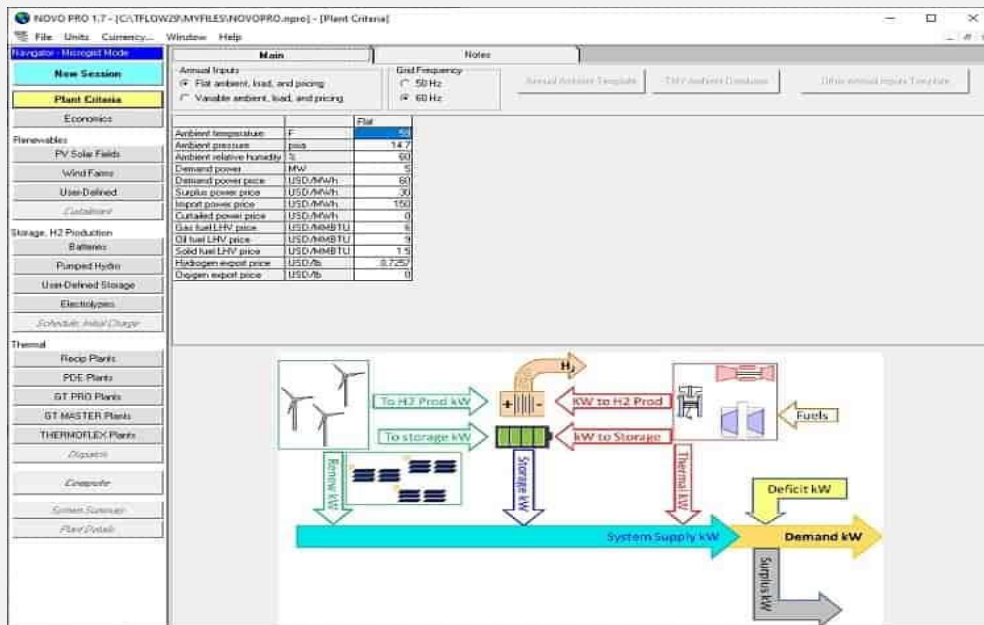 NOVO PRO 1.7 - [C:\TFLOW29\MYFILES\NOVOPRO.npro] - [Plant Criteria]
File Units Currency... Window Help
Navigator - Microgrid Mode
New Session
Plant Criteria
Economics
Renewables
PV Solar Fields
Wind Farms
User-Defined
Curtailment
Storage, H2 Production
Batteries
Pumped Hydro
User-Defined Storage
Electrolyzers
Schedule, Initial Charge
Thermal
Recip Plants
PDE Plants
GT PRO Plants
GT MASTER Plants
THERMOFLEX Plants
Dispatch
Compute
System Summary
Plant Details
Main Notes
Annual Inputs
Flat ambient, load, and pricing
Variable ambient, load, and pricing
Grid Frequency
50 Hz
60 Hz
Annual Ambient Template
TMY Ambient Database
Other Annual Inputs Template
Flat
Ambient temperature F 59
Ambient pressure psia 14.7
Ambient relative humidity % 60
Demand power MW 5
Demand power price USD/MWh 60
Surplus power price USD/MWh 30
Import power price USD/MWh 150
Curtailed power price USD/MWh 0
Gas fuel LHV price USD/MMBTU 6
Oil fuel LHV price USD/MMBTU 9
Solid fuel LHV price USD/MMBTU 1.5
Hydrogen export price USD/lb 0.7257
Oxygen export price USD/lb 0
H₂
To H2 Prod kW
KW to H2 Prod
Fuels
To storage kW
kW to Storage
Renew kW
Storage kW
Thermal kW
Deficit kW
System Supply kW
Demand kW
Surplus kW